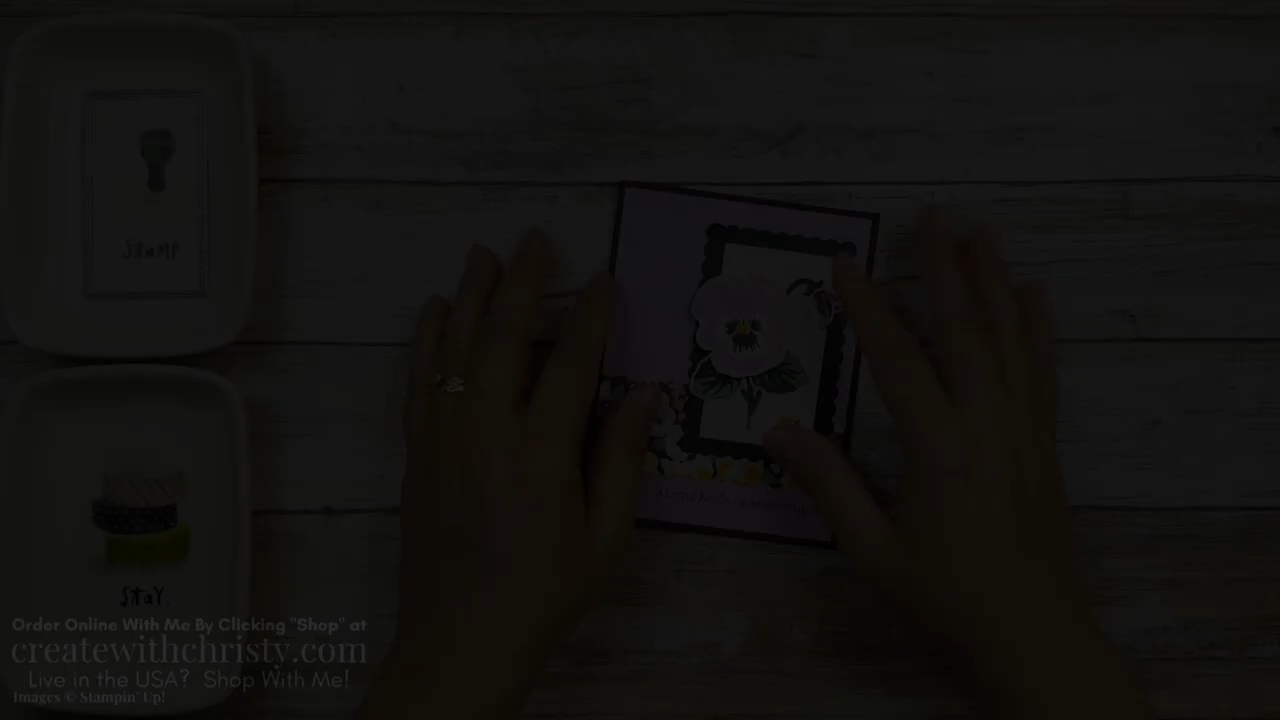 STAMP
STAY.
Order Online With Me By Clicking "Shop" at
createwithchristy.com
Live in the USA?  Shop With Me!
Images © Stampin' Up!